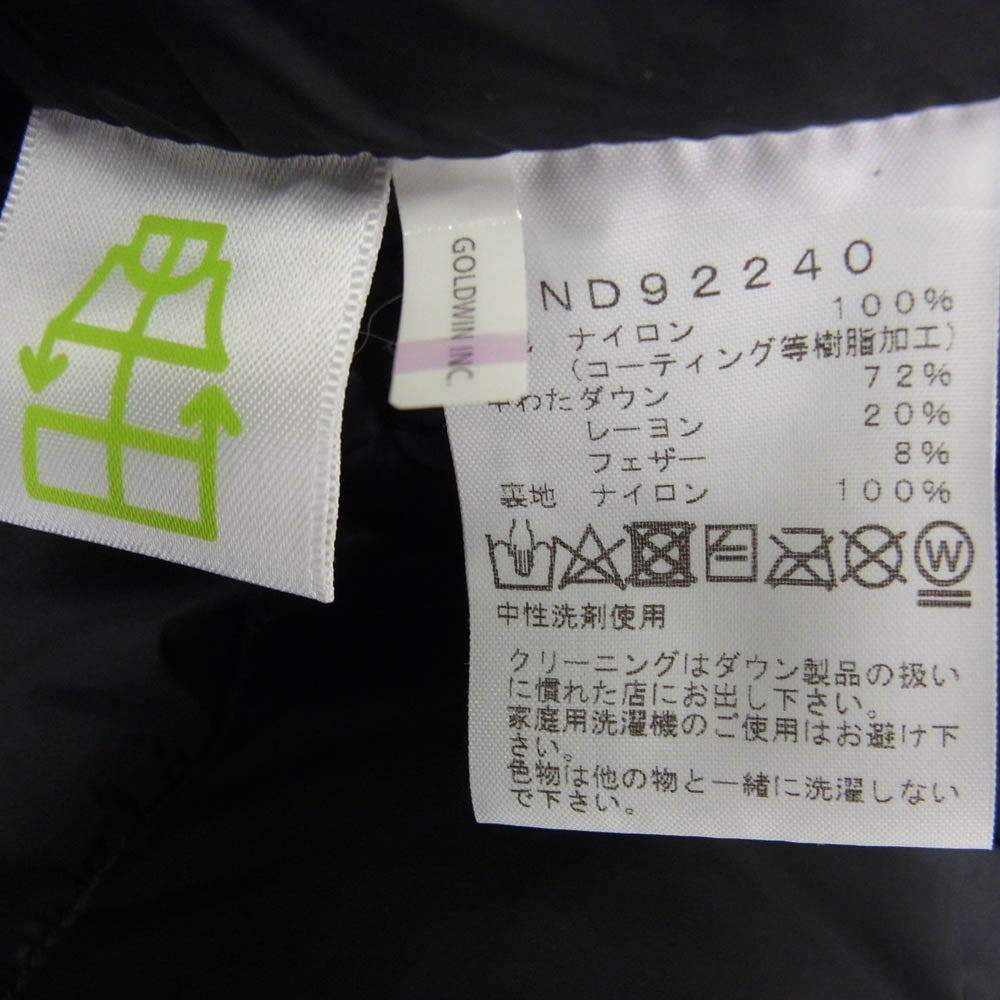 GOLDWIN INC
ND92240
ナイロン 100%
(コーティング等樹脂加工)
中わたダウン 72%
レーヨン 20%
フェザー 8%
裏地 ナイロン 100%
W
中性洗剤使用
クリーニングはダウン製品の扱い
に慣れた店にお出し下さい。
家庭用洗濯機のご使用はお避け下
さい。
色物は他の物と一緒に洗濯しない
で下さい。